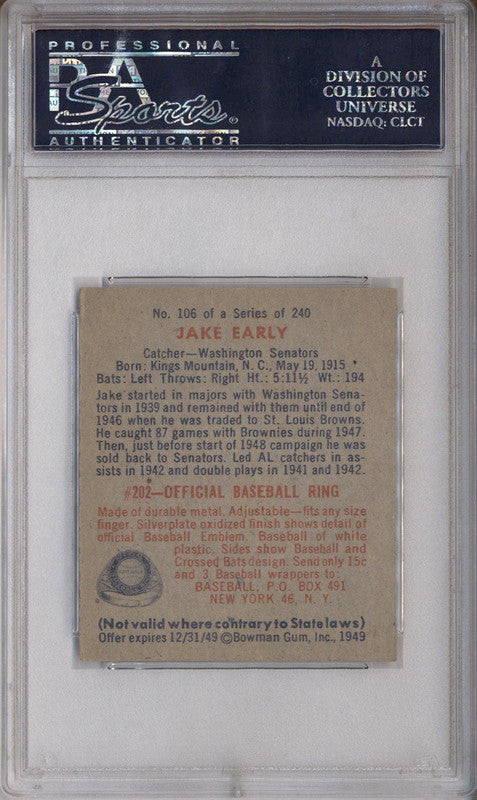 PROFESSIONAL
PSA
Sports
AUTHENTICATOR
A
DIVISION OF
COLLECTORS
UNIVERSE
NASDAQ: CLCT
No. 106 of a Series of 240
JAKE EARLY
Catcher—Washington Senators
Born: Kings Mountain, N. C., May 19, 1915
Bats: Left Throws: Right Ht.: 5:11½ Wt.: 194
Jake started in majors with Washington Sena-
tors in 1939 and remained with them until end of
1946 when he was traded to St. Louis Browns.
He caught 87 games with Brownies during 1947.
Then, just before start of 1948 campaign he was
sold back to Senators. Led AL catchers in as-
sists in 1942 and double plays in 1941 and 1942.
#202—OFFICIAL BASEBALL RING
Made of durable metal. Adjustable—fits any size
finger. Silverplate oxidized finish shows detail of
official Baseball Emblem. Baseball of white
plastic. Sides show Baseball and
Crossed Bats design. Send only 15c
and 3 Baseball wrappers to:
BASEBALL, P.O. BOX 491
NEW YORK 46, N. Y.
(Not valid where contrary to State laws)
Offer expires 12/31/49 ©Bowman Gum, Inc., 1949